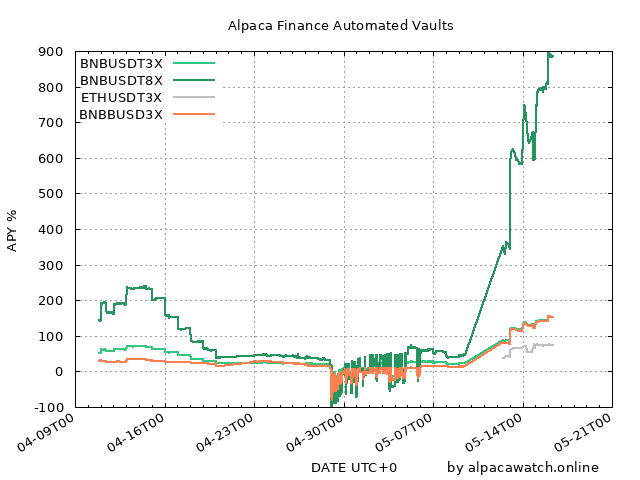 Alpaca Finance Automated Vaults
900
800
700
600
500
400
300
200
100
0
-100
APY %
BNBUSDT3X
BNBUSDT8X
ETHUSDT3X
BNBBUSD3X
04-09T00
04-16T00
04-23T00
04-30T00
05-07T00
05-14T00
05-21T00
DATE UTC+0
by alpacawatch.online